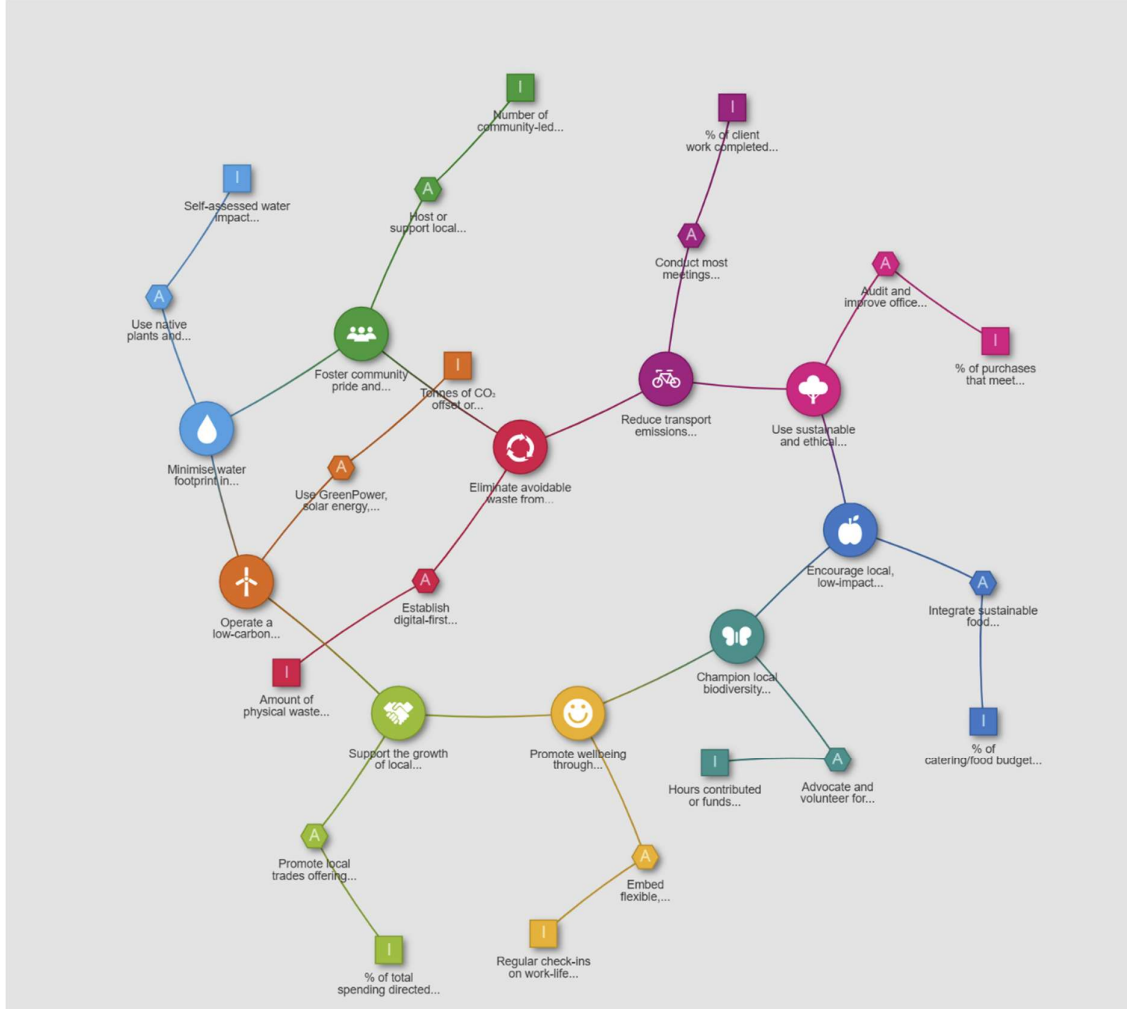 I
Number of
community-led...
I
% of client
work completed...
I
Self-assessed water
impact...
A
Host or
support local...
A
Conduct most
meetings...
A
Audit and
improve office...
A
Use native
plants and...
Foster community
pride and...
I
Tonnes of CO₂
offset or...
I
% of purchases
that meet...
Reduce transport
emissions...
Use sustainable
and ethical...
Minimise water
footprint in...
A
Use GreenPower,
solar energy,...
Eliminate avoidable
waste from...
Encourage local,
low-impact...
A
Integrate sustainable
food...
Operate a
low-carbon...
A
Establish
digital-first...
I
Amount of
physical waste...
Champion local
biodiversity...
Support the growth
of local...
Promote wellbeing
through...
I
Hours contributed
or funds...
A
Advocate and
volunteer for...
I
% of
catering/food budget...
A
Promote local
trades offering...
A
Embed
flexible,...
I
Regular check-ins
on work-life...
I
% of total
spending directed...